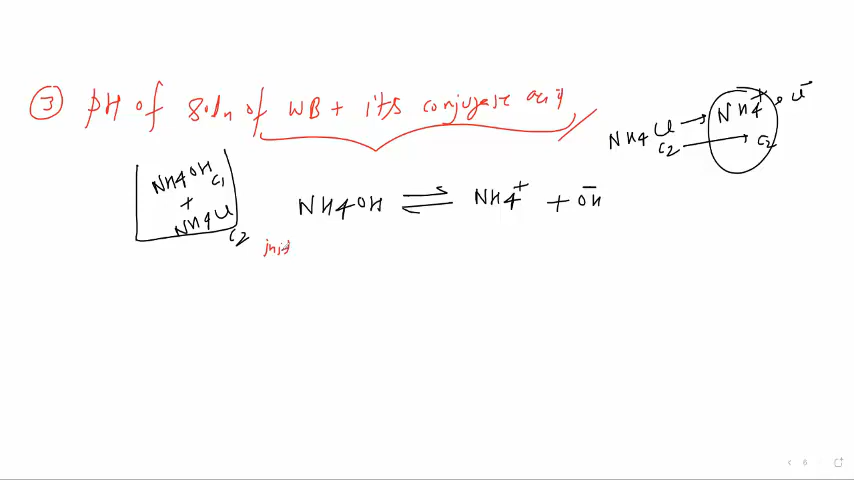 ③ pH of soln of WB + its conjugate acid
NH4Cl → NH4+ + Cl-
C2 → C2
NH4OH C1
+
NH4Cl
C2
NH4OH ⇌ NH4+ + OH-
init
6